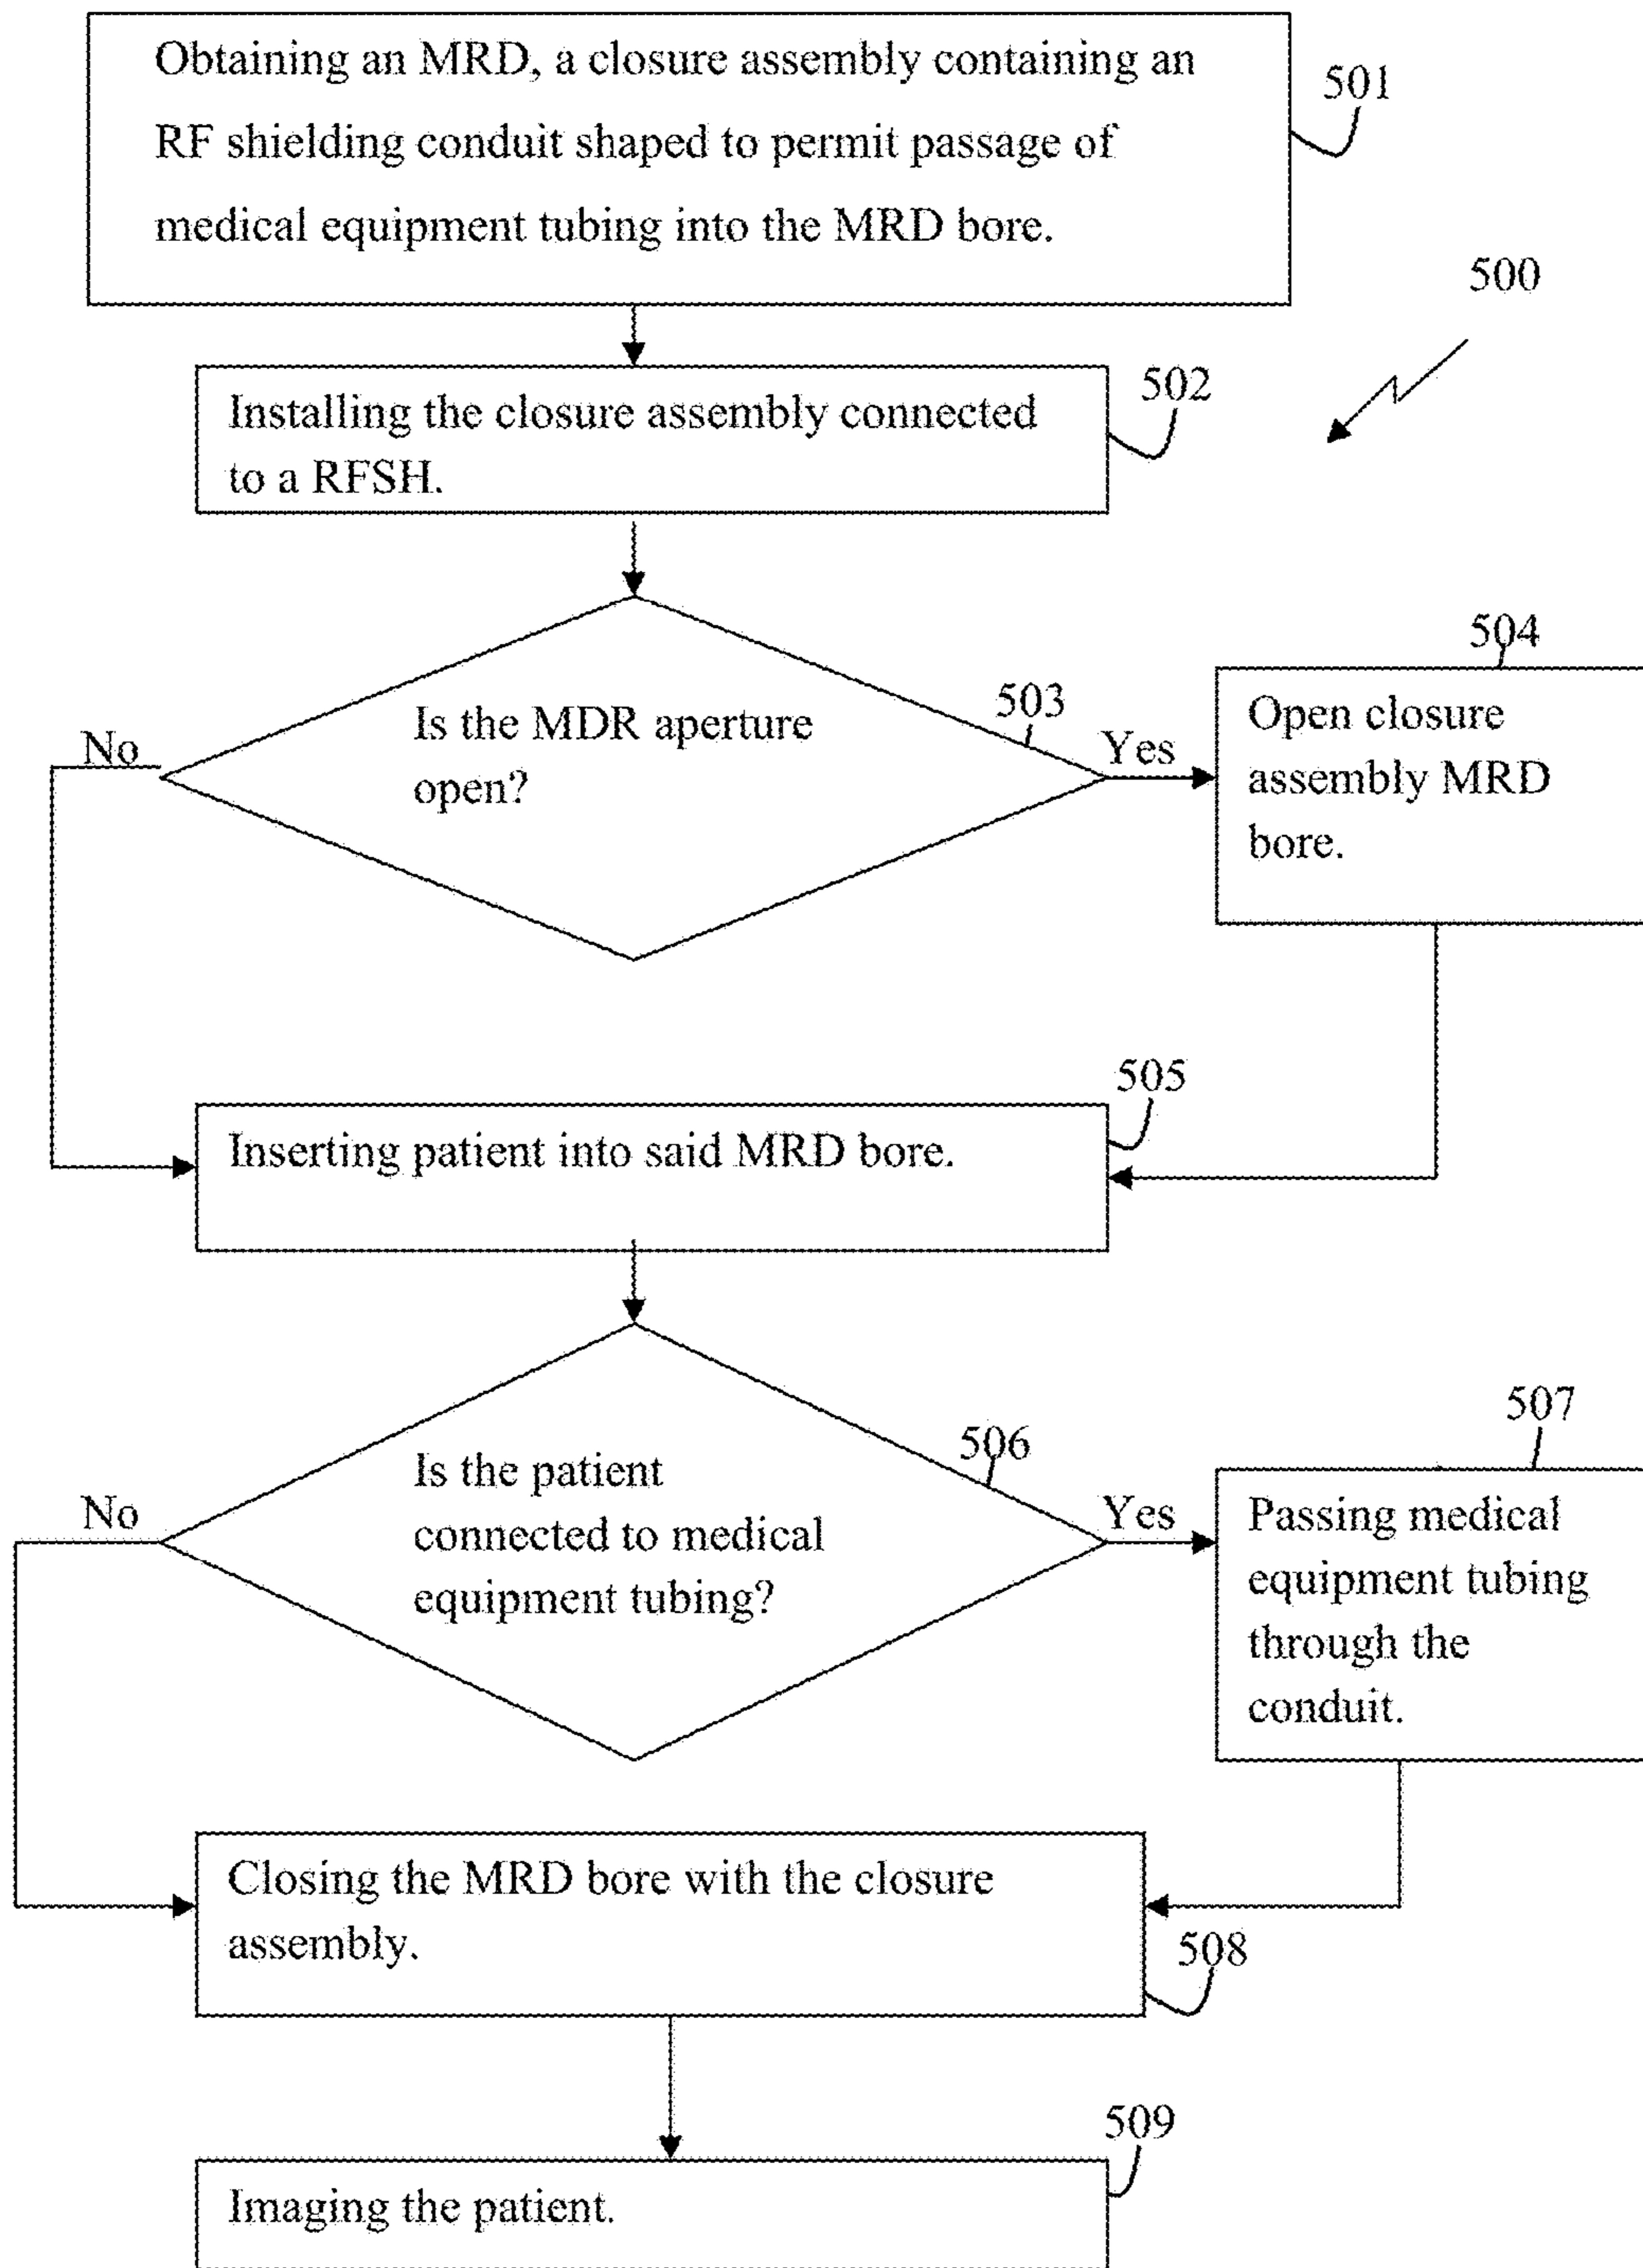 Obtaining an MRD, a closure assembly containing an
RF shielding conduit shaped to permit passage of
medical equipment tubing into the MRD bore.
501
500
Installing the closure assembly connected
to a RFSH.
502
Is the MDR aperture
open?
503
No
Yes
504
Open closure
assembly MRD
bore.
505
Inserting patient into said MRD bore.
Is the patient
connected to medical
equipment tubing?
506
No
Yes
507
Passing medical
equipment tubing
through the
conduit.
Closing the MRD bore with the closure
assembly.
508
509
Imaging the patient.